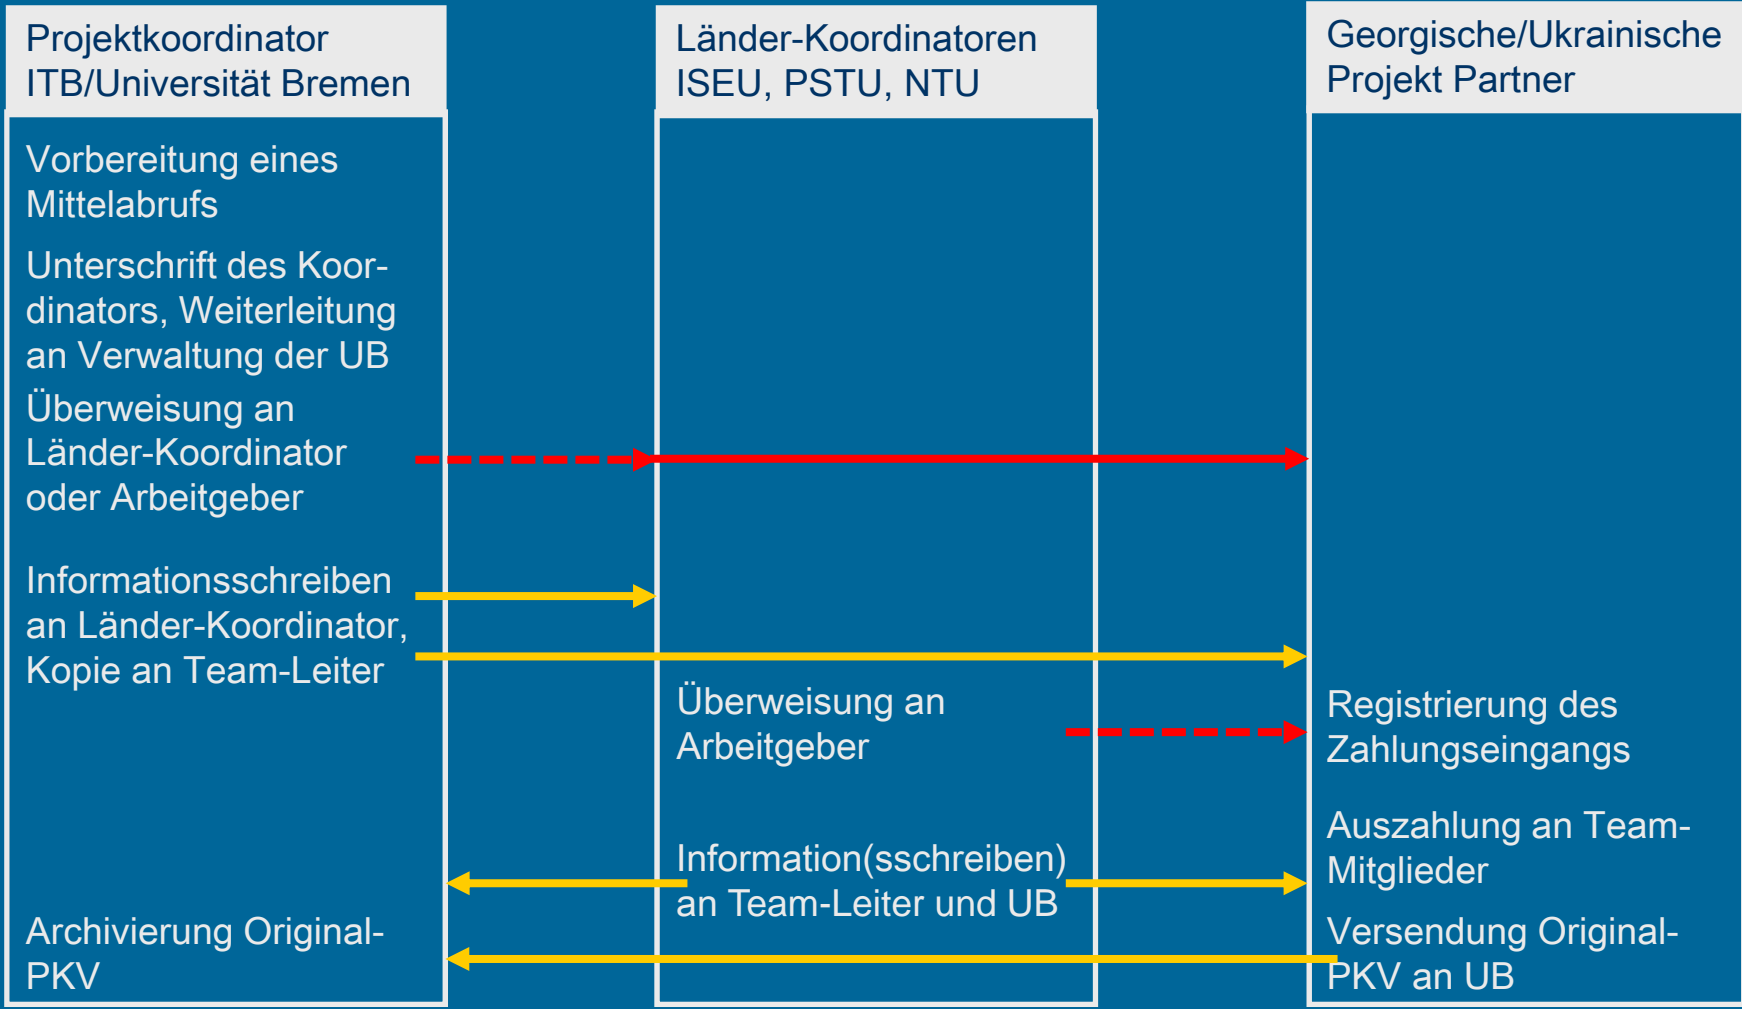 Projektkoordinator
ITB/Universität Bremen
Vorbereitung eines
Mittelabrufs
Unterschrift des Koor-
dinators, Weiterleitung
an Verwaltung der UB
Überweisung an
Länder-Koordinator
oder Arbeitgeber
Informationsschreiben
an Länder-Koordinator,
Kopie an Team-Leiter
Archivierung Original-
PKV
Länder-Koordinatoren
ISEU, PSTU, NTU
Überweisung an
Arbeitgeber
Information(sschreiben)
an Team-Leiter und UB
Georgische/Ukrainische
Projekt Partner
Registrierung des
Zahlungseingangs
Auszahlung an Team-
Mitglieder
Versendung Original-
PKV an UB